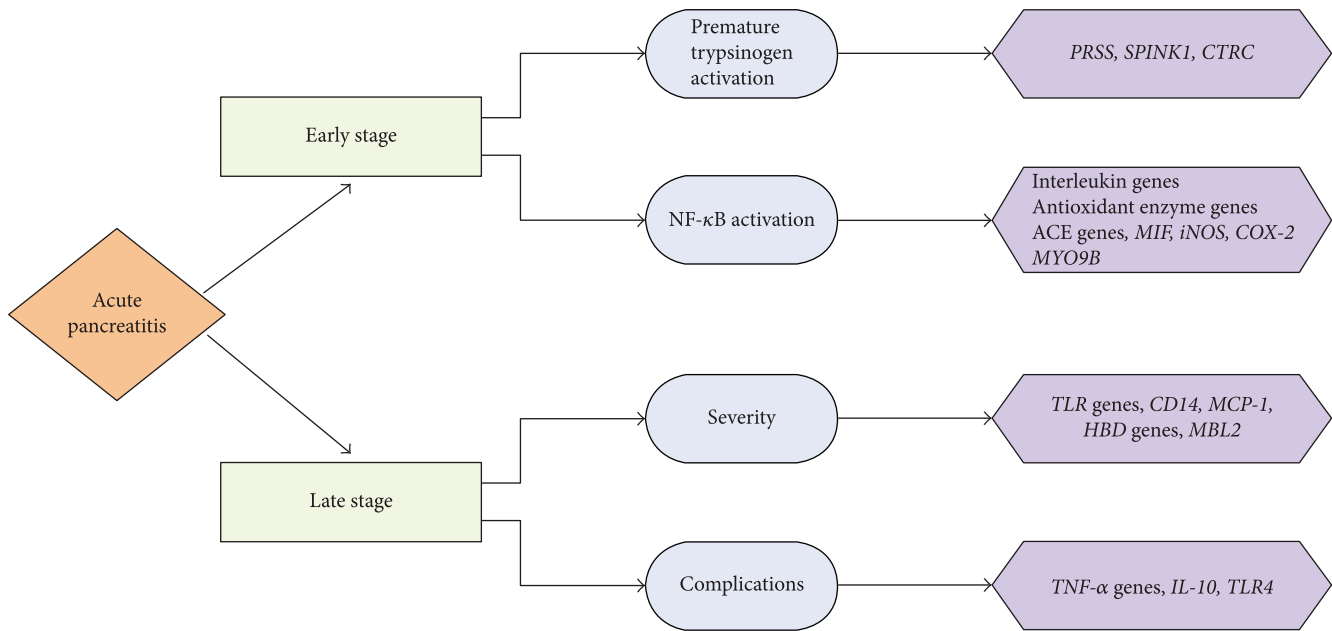 Premature
trypsinogen
activation
PRSS, SPINK1, CTRC
Early stage
NF-κB activation
Interleukin genes
Antioxidant enzyme genes
ACE genes, MIF, iNOS, COX-2
MYO9B
Acute
pancreatitis
Severity
TLR genes, CD14, MCP-1,
HBD genes, MBL2
Late stage
Complications
TNF-α genes, IL-10, TLR4